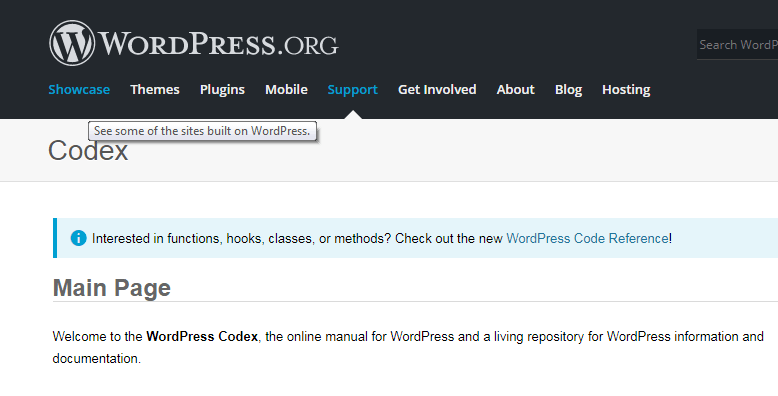 WORDPRESS.ORG
Search WordP
Showcase Themes Plugins Mobile Support Get Involved About Blog Hosting
See some of the sites built on WordPress.
Codex
Interested in functions, hooks, classes, or methods? Check out the new WordPress Code Reference!
Main Page
Welcome to the WordPress Codex, the online manual for WordPress and a living repository for WordPress information and
documentation.